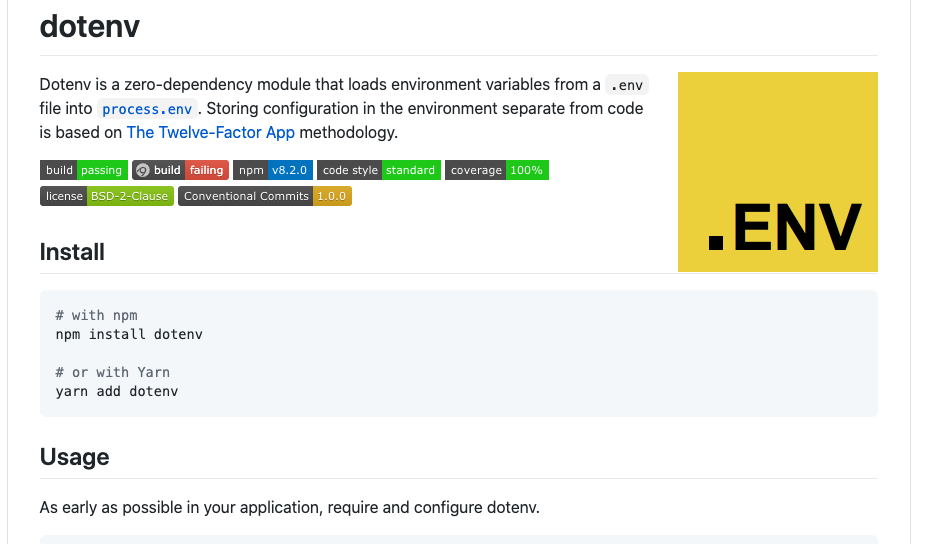 dotenv
Dotenv is a zero-dependency module that loads environment variables from a .env
file into process.env. Storing configuration in the environment separate from code
is based on The Twelve-Factor App methodology.
.ENV
build passing build failing npm v8.2.0 code style standard coverage 100%
license BSD-2-Clause Conventional Commits 1.0.0
Install
# with npm
npm install dotenv
# or with Yarn
yarn add dotenv
Usage
As early as possible in your application, require and configure dotenv.